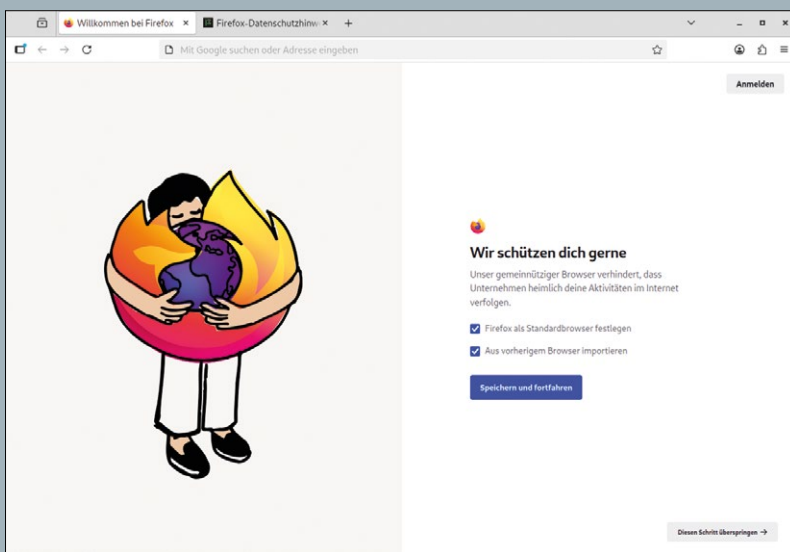 Willkommen bei Firefox
Firefox-Datenschutzhinw
Mit Google suchen oder Adresse eingeben
Anmelden
Wir schützen dich gerne
Unser gemeinnütziger Browser verhindert, dass
Unternehmen heimlich deine Aktivitäten im Internet
verfolgen.
Firefox als Standardbrowser festlegen
Aus vorherigem Browser importieren
Speichern und fortfahren
Diesen Schritt überspringen